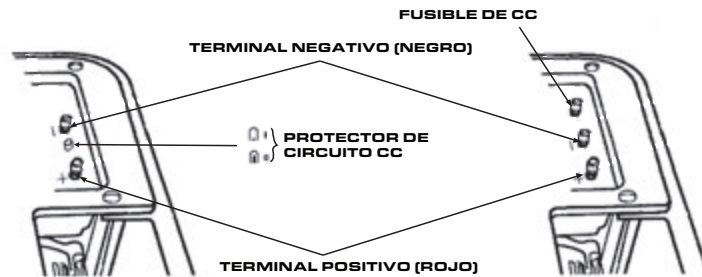 FUSIBLE DE CC
TERMINAL NEGATIVO (NEGRO)
PROTECTOR DE
CIRCUITO CC
TERMINAL POSITIVO (ROJO)